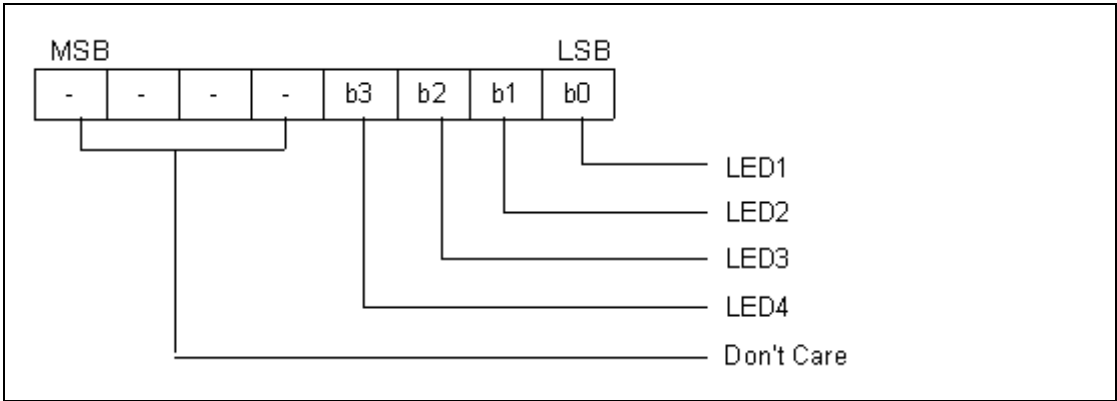 MSB LSB
- - - - b3 b2 b1 b0
LED1
LED2
LED3
LED4
Don't Care